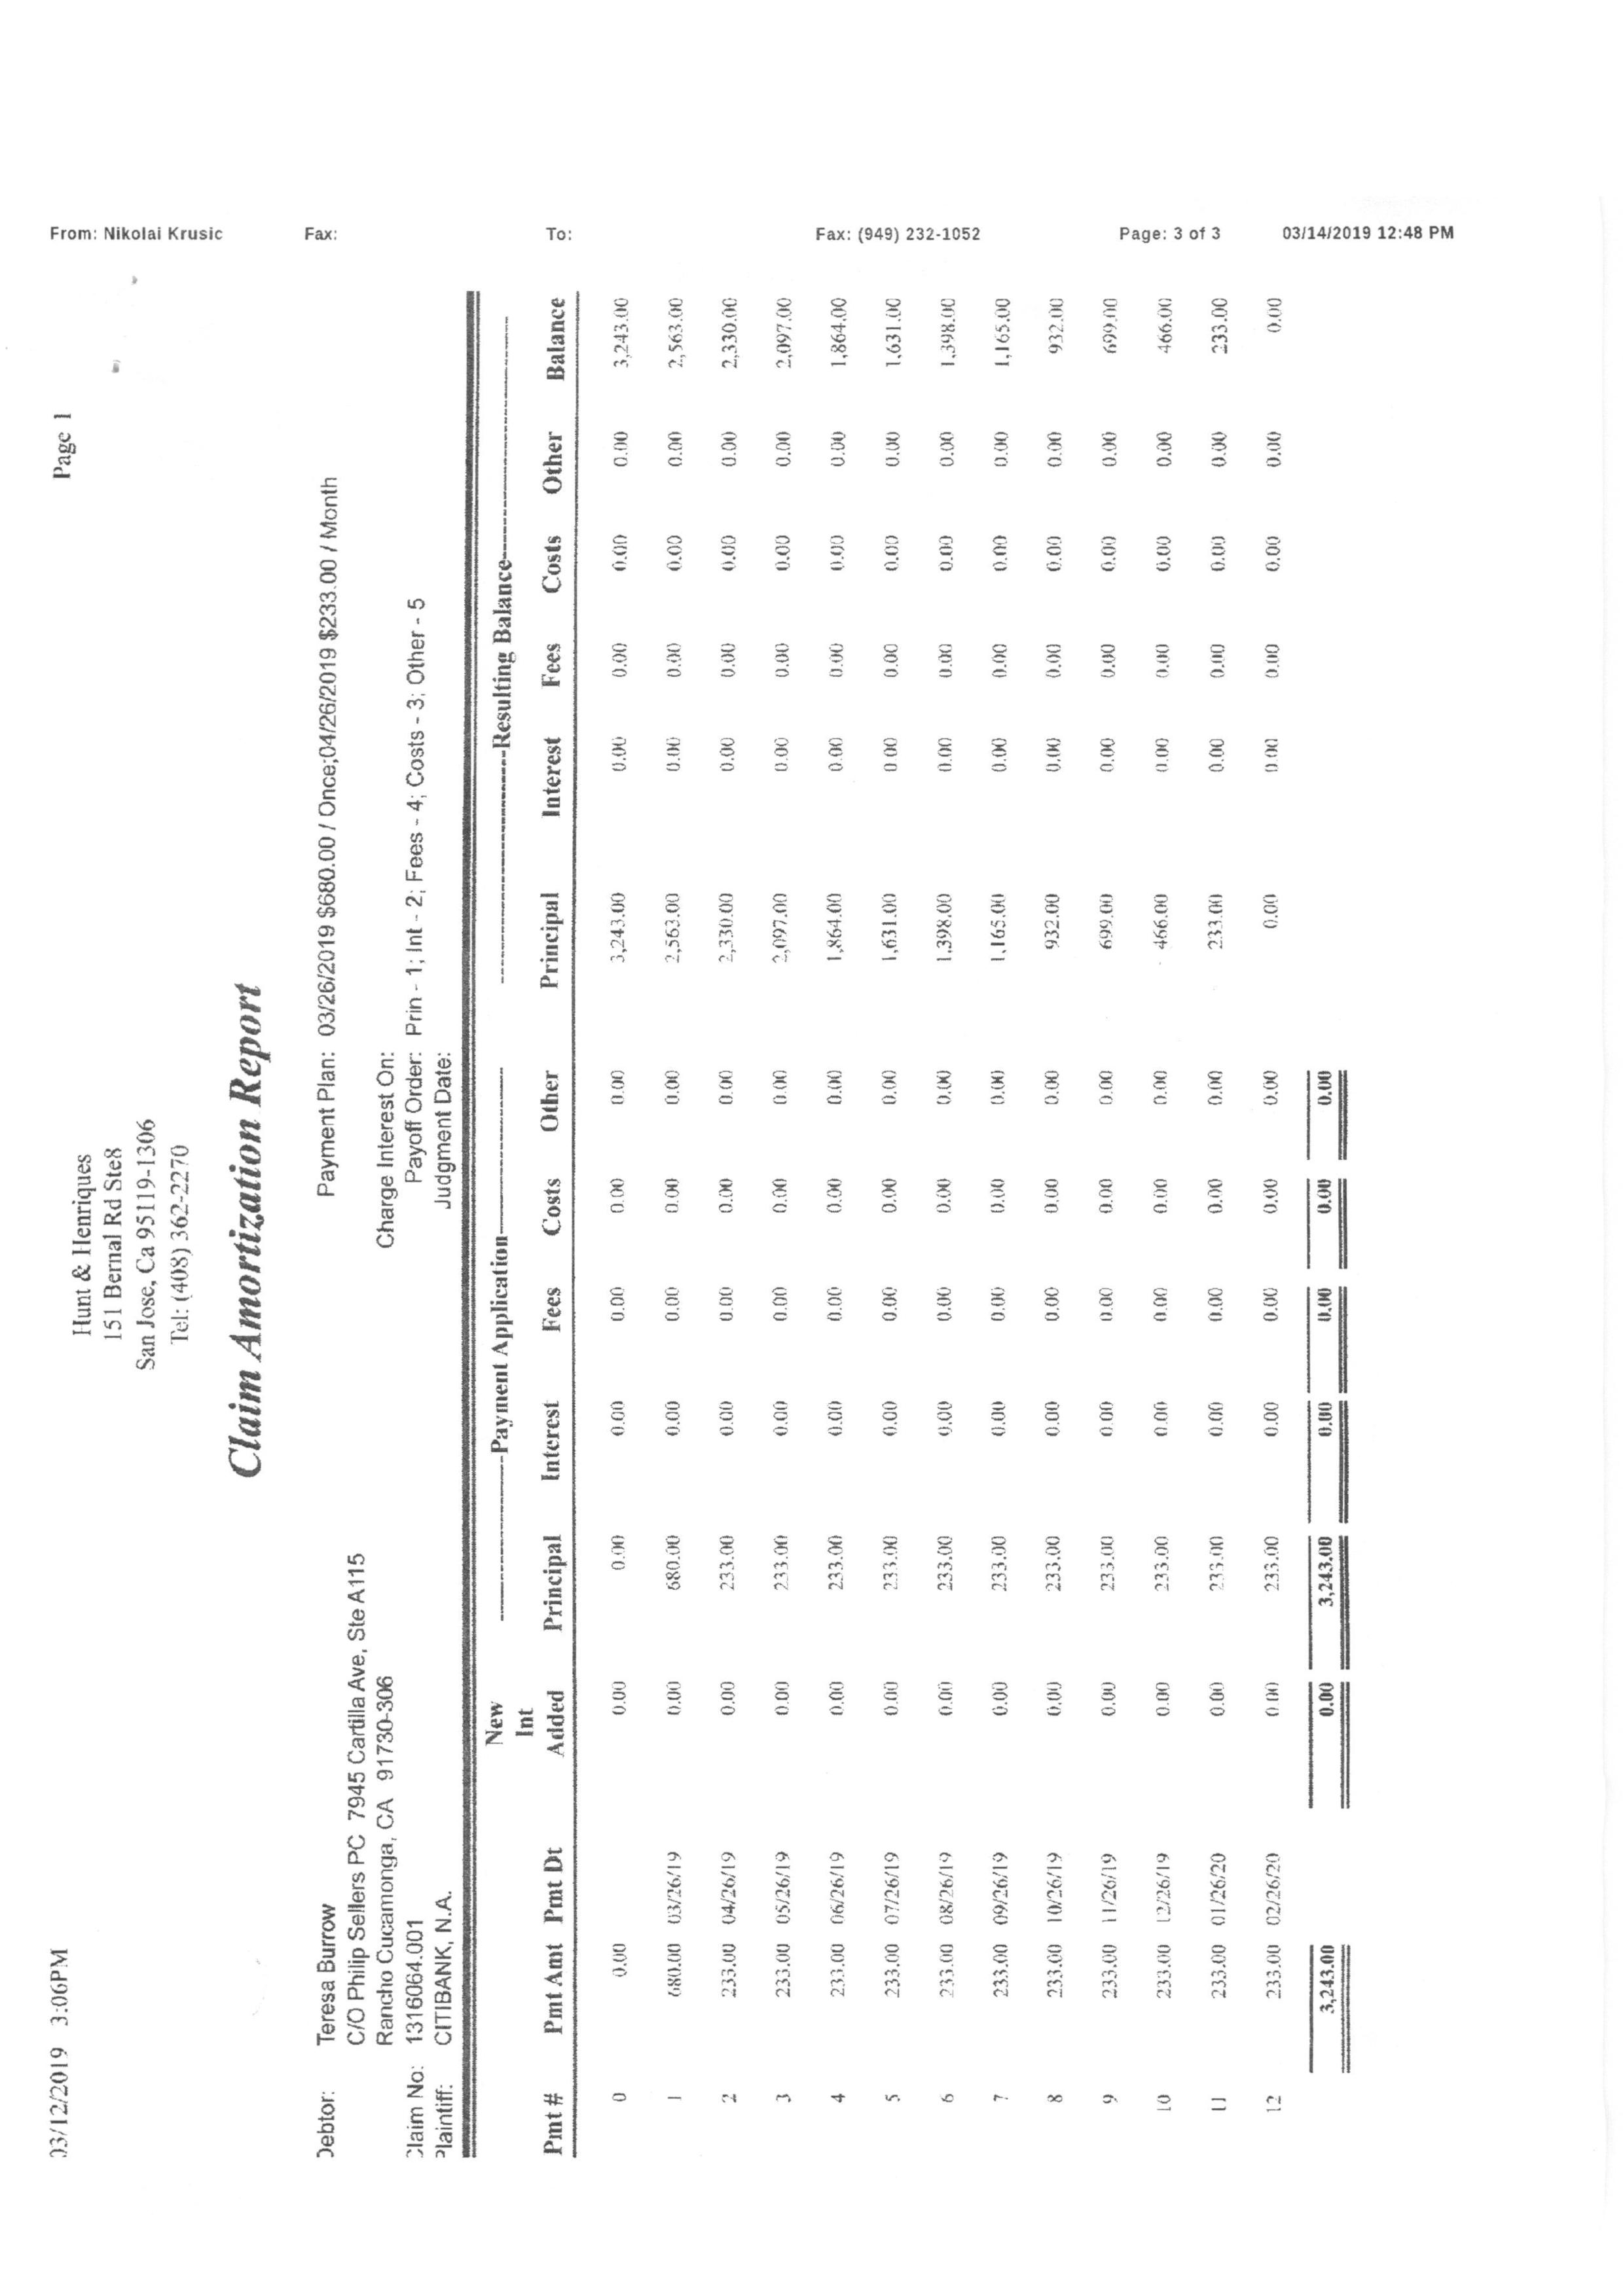 From: Nikolai Krusic Fax: To: Fax: (949) 232-1052 Page: 3 of 3 03/14/2019 12:48 PM
03/12/2019 3:06PM Page 1
Hunt & Henriques
151 Bernal Rd Ste8
San Jose, Ca 95119-1306
Tel: (408) 362-2270
Claim Amortization Report
Debtor: Teresa Burrow Payment Plan: 03/26/2019 $680.00 / Once;04/26/2019 $233.00 / Month
C/O Philip Sellers PC 7945 Cartilla Ave, Ste A115
Rancho Cucamonga, CA 91730-306 Charge Interest On:
Claim No: 1316064.001 Payoff Order: Prin - 1; Int - 2; Fees - 4; Costs - 3; Other - 5
Plaintiff: CITIBANK, N.A. Judgment Date:
New Payment Application Resulting Balance
Int
Pmt # Pmt Amt Pmt Dt Added Principal Interest Fees Costs Other Principal Interest Fees Costs Other Balance
0 0.00 0.00 0.00 0.00 0.00 0.00 0.00 3,243.00 0.00 0.00 0.00 0.00 3,243.00
1 680.00 03/26/19 0.00 680.00 0.00 0.00 0.00 0.00 2,563.00 0.00 0.00 0.00 0.00 2,563.00
2 233.00 04/26/19 0.00 233.00 0.00 0.00 0.00 0.00 2,330.00 0.00 0.00 0.00 0.00 2,330.00
3 233.00 05/26/19 0.00 233.00 0.00 0.00 0.00 0.00 2,097.00 0.00 0.00 0.00 0.00 2,097.00
4 233.00 06/26/19 0.00 233.00 0.00 0.00 0.00 0.00 1,864.00 0.00 0.00 0.00 0.00 1,864.00
5 233.00 07/26/19 0.00 233.00 0.00 0.00 0.00 0.00 1,631.00 0.00 0.00 0.00 0.00 1,631.00
6 233.00 08/26/19 0.00 233.00 0.00 0.00 0.00 0.00 1,398.00 0.00 0.00 0.00 0.00 1,398.00
7 233.00 09/26/19 0.00 233.00 0.00 0.00 0.00 0.00 1,165.00 0.00 0.00 0.00 0.00 1,165.00
8 233.00 10/26/19 0.00 233.00 0.00 0.00 0.00 0.00 932.00 0.00 0.00 0.00 0.00 932.00
9 233.00 11/26/19 0.00 233.00 0.00 0.00 0.00 0.00 699.00 0.00 0.00 0.00 0.00 699.00
10 233.00 12/26/19 0.00 233.00 0.00 0.00 0.00 0.00 466.00 0.00 0.00 0.00 0.00 466.00
11 233.00 01/26/20 0.00 233.00 0.00 0.00 0.00 0.00 233.00 0.00 0.00 0.00 0.00 233.00
12 233.00 02/26/20 0.00 233.00 0.00 0.00 0.00 0.00 0.00 0.00 0.00 0.00 0.00 0.00
3,243.00 0.00 3,243.00 0.00 0.00 0.00 0.00